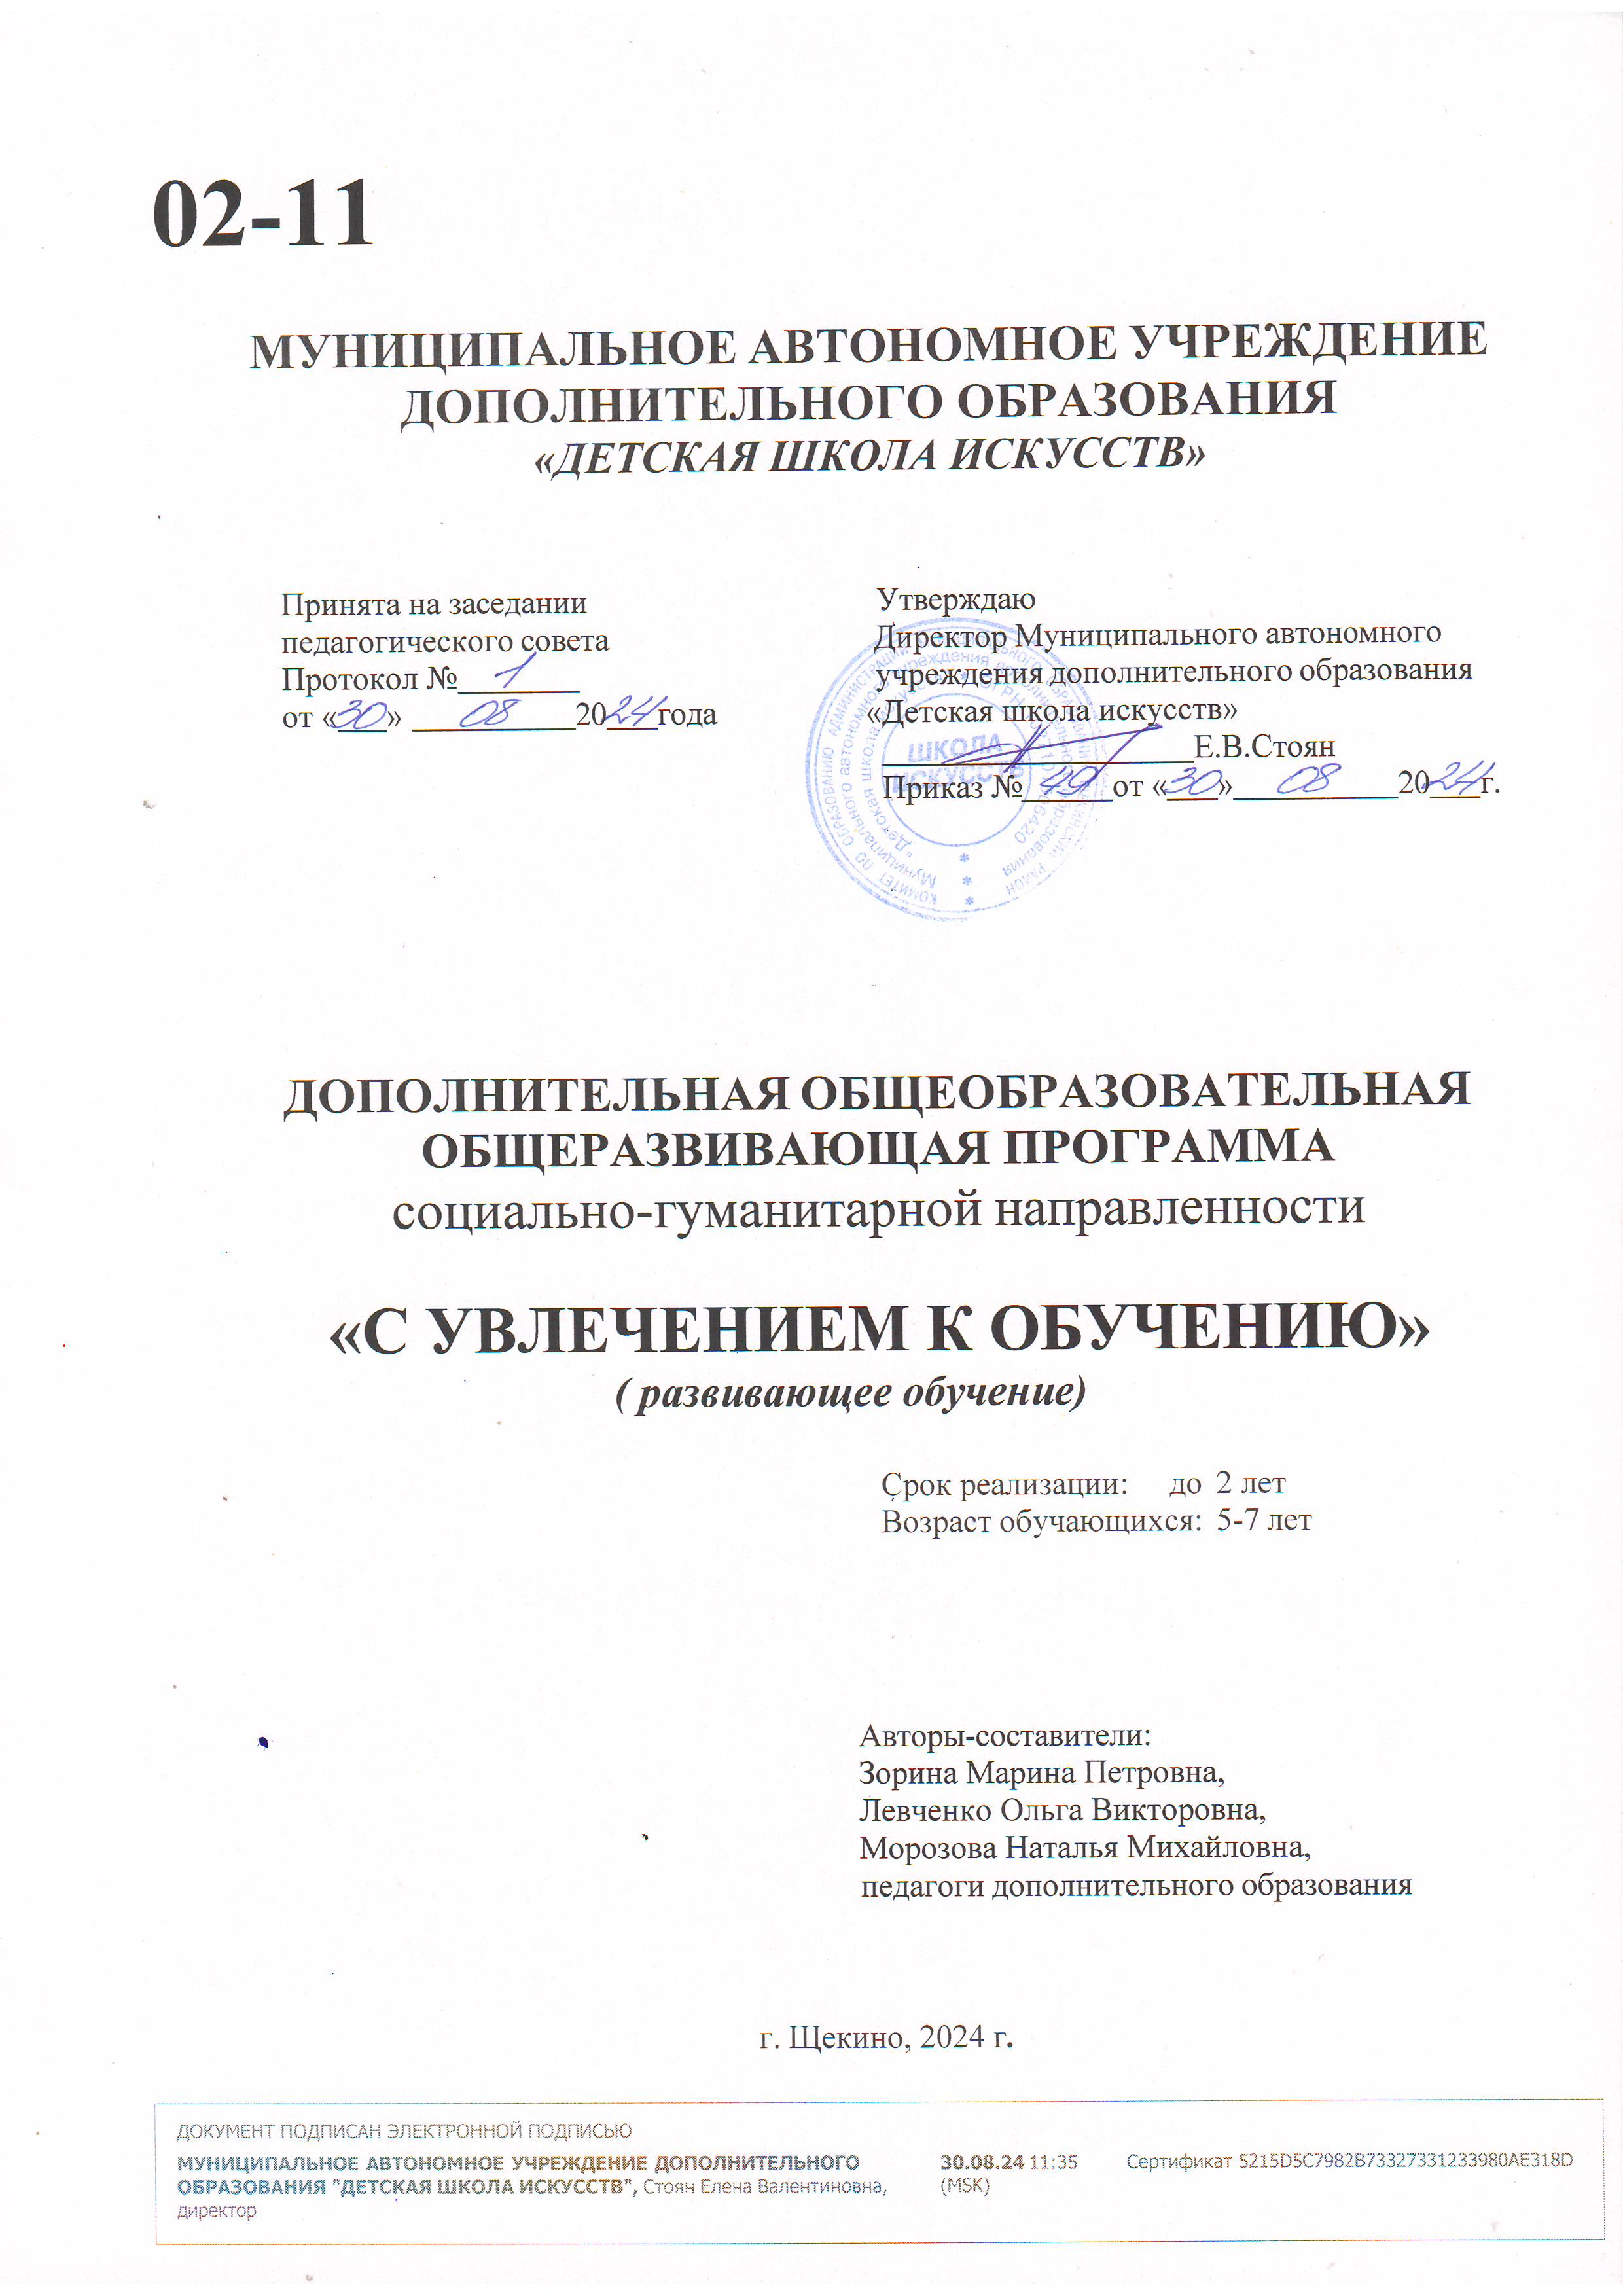 02-11
МУНИЦИПАЛЬНОЕ АВТОНОМНОЕ УЧРЕЖДЕНИЕ
ДОПОЛНИТЕЛЬНОГО ОБРАЗОВАНИЯ
«ДЕТСКАЯ ШКОЛА ИСКУССТВ»
Принята на заседании
педагогического совета
Протокол № 1
от «30» 08 2024 года
Утверждаю
Директор Муниципального автономного
учреждения дополнительного образования
«Детская школа искусств»
Е.В.Стоян
Приказ № 49 от «30» 08 2024 г.
ШКОЛА
ИСКУССТВ
ДОПОЛНИТЕЛЬНАЯ ОБЩЕОБРАЗОВАТЕЛЬНАЯ
ОБЩЕРАЗВИВАЮЩАЯ ПРОГРАММА
социально-гуманитарной направленности
«С УВЛЕЧЕНИЕМ К ОБУЧЕНИЮ»
( развивающее обучение)
Срок реализации: до 2 лет
Возраст обучающихся: 5-7 лет
Авторы-составители:
Зорина Марина Петровна,
Левченко Ольга Викторовна,
Морозова Наталья Михайловна,
педагоги дополнительного образования
г. Щекино, 2024 г.
ДОКУМЕНТ ПОДПИСАН ЭЛЕКТРОННОЙ ПОДПИСЬЮ
МУНИЦИПАЛЬНОЕ АВТОНОМНОЕ УЧРЕЖДЕНИЕ ДОПОЛНИТЕЛЬНОГО
ОБРАЗОВАНИЯ "ДЕТСКАЯ ШКОЛА ИСКУССТВ", Стоян Елена Валентиновна,
директор
30.08.24 11:35
(MSK)
Сертификат 5215D5C7982B73327331233980AE318D